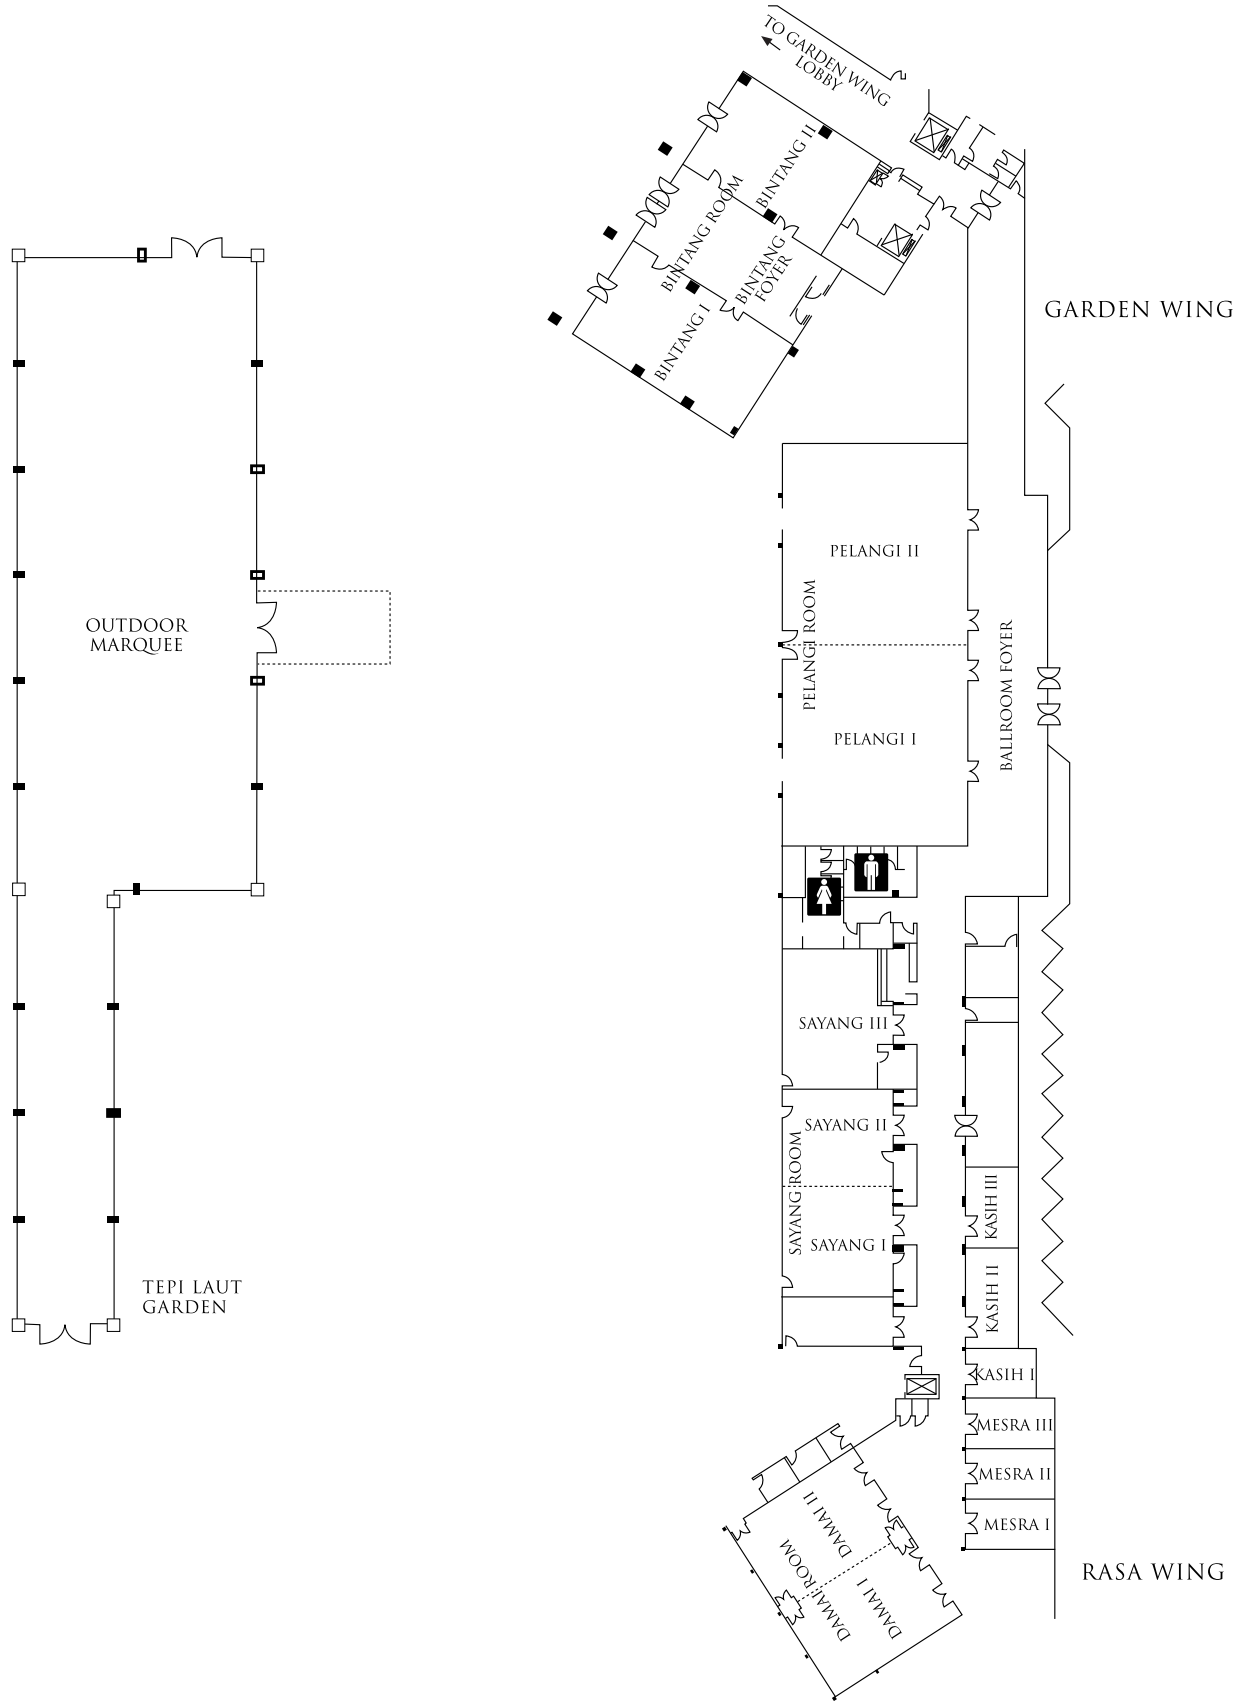 TO GARDEN WING
LOBBY
BINTANG II
BINTANG ROOM
BINTANG
FOYER
BINTANG I
GARDEN WING
PELANGI II
PELANGI ROOM
BALLROOM FOYER
PELANGI I
OUTDOOR
MARQUEE
SAYANG III
SAYANG II
SAYANG ROOM
SAYANG I
KASIH III
KASIH II
KASIH I
TEPI LAUT
GARDEN
MESRA III
MESRA II
MESRA I
DAMAI II
DAMAI ROOM
DAMAI I
RASA WING